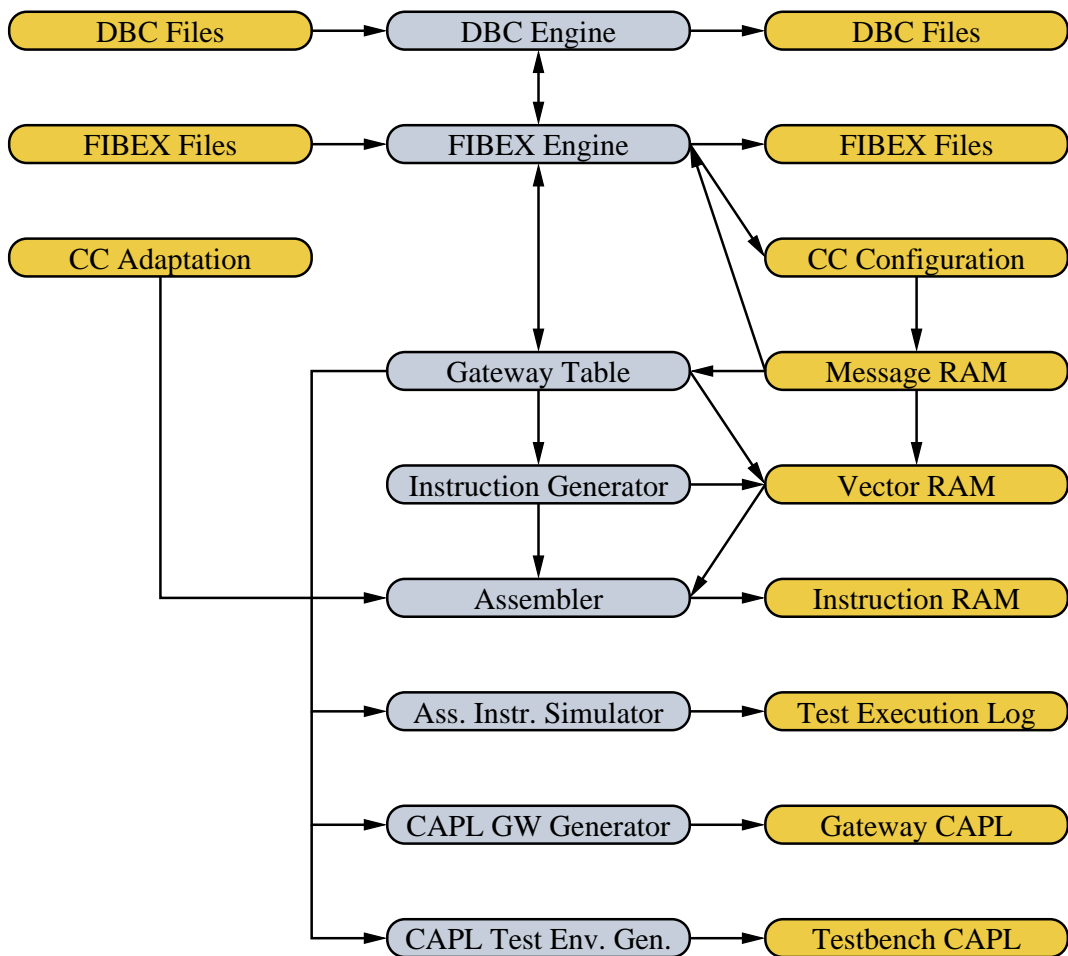 DBC Files
DBC Engine
DBC Files
FIBEX Files
FIBEX Engine
FIBEX Files
CC Adaptation
CC Configuration
Gateway Table
Message RAM
Instruction Generator
Vector RAM
Assembler
Instruction RAM
Ass. Instr. Simulator
Test Execution Log
CAPL GW Generator
Gateway CAPL
CAPL Test Env. Gen.
Testbench CAPL